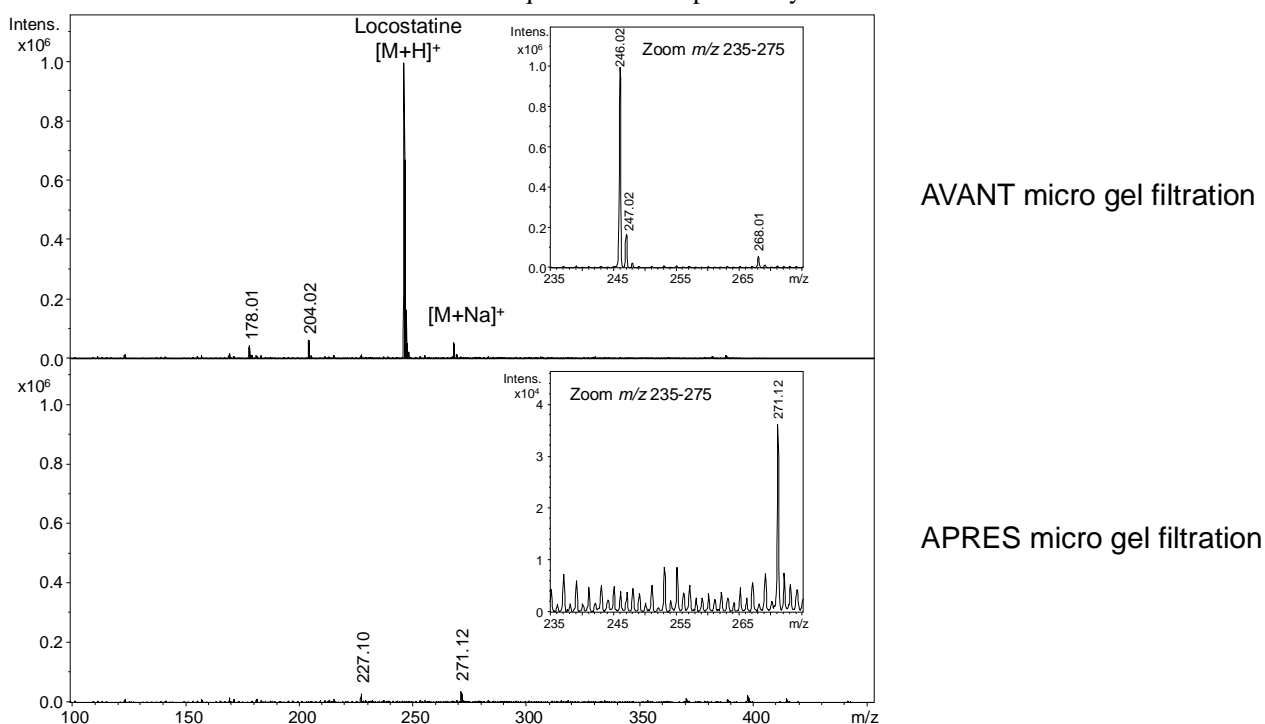 Intens.
x10⁶
1.0
0.8
0.6
0.4
0.2
0.0
Locostatine
[M+H]⁺
178.01
204.02
[M+Na]⁺
Intens.
x10⁶
1.0
0.8
0.6
0.4
0.2
0.0
Zoom m/z 235-275
246.02
247.02
268.01
235
245
255
265
m/z
AVANT micro gel filtration
x10⁶
1.0
0.8
0.6
0.4
0.2
0.0
227.10
271.12
Intens.
x10⁴
4
3
2
1
0
Zoom m/z 235-275
271.12
235
245
255
265
m/z
APRES micro gel filtration
100
150
200
250
300
350
400
m/z